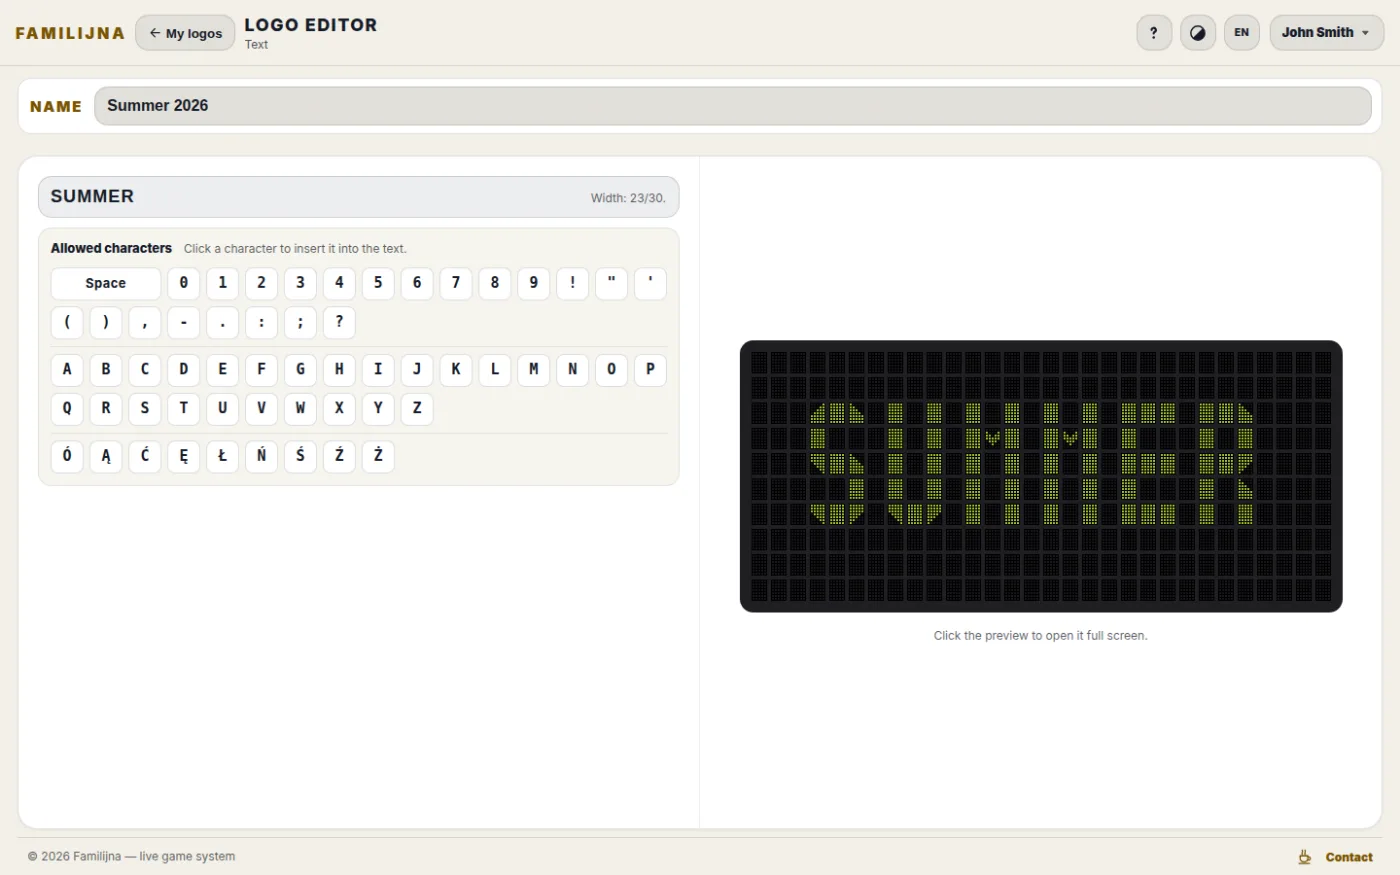 FAMILIJNA
← My logos
LOGO EDITOR
Text
?
EN
John Smith
NAME
Summer 2026
SUMMER
Width: 23/30.
Allowed characters Click a character to insert it into the text.
Space 0 1 2 3 4 5 6 7 8 9 ! " '
( ) , - . : ; ?
A B C D E F G H I J K L M N O P
Q R S T U V W X Y Z
Ó Ą Ć Ę Ł Ń Ś Ź Ż
SUMMER
Click the preview to open it full screen.
© 2026 Familijna — live game system
Contact